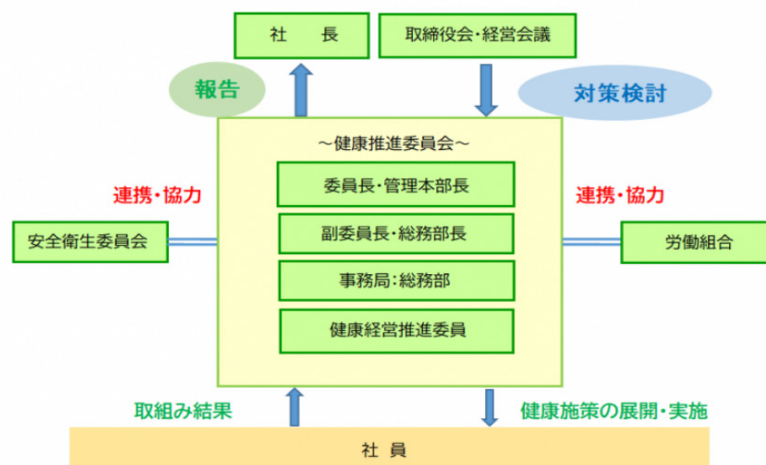 社　長
取締役会・経営会議
報告
対策検討
～健康推進委員会～
委員長・管理本部長
連携・協力
連携・協力
副委員長・総務部長
安全衛生委員会
労働組合
事務局：総務部
健康経営推進委員
取組み結果
健康施策の展開・実施
社 員